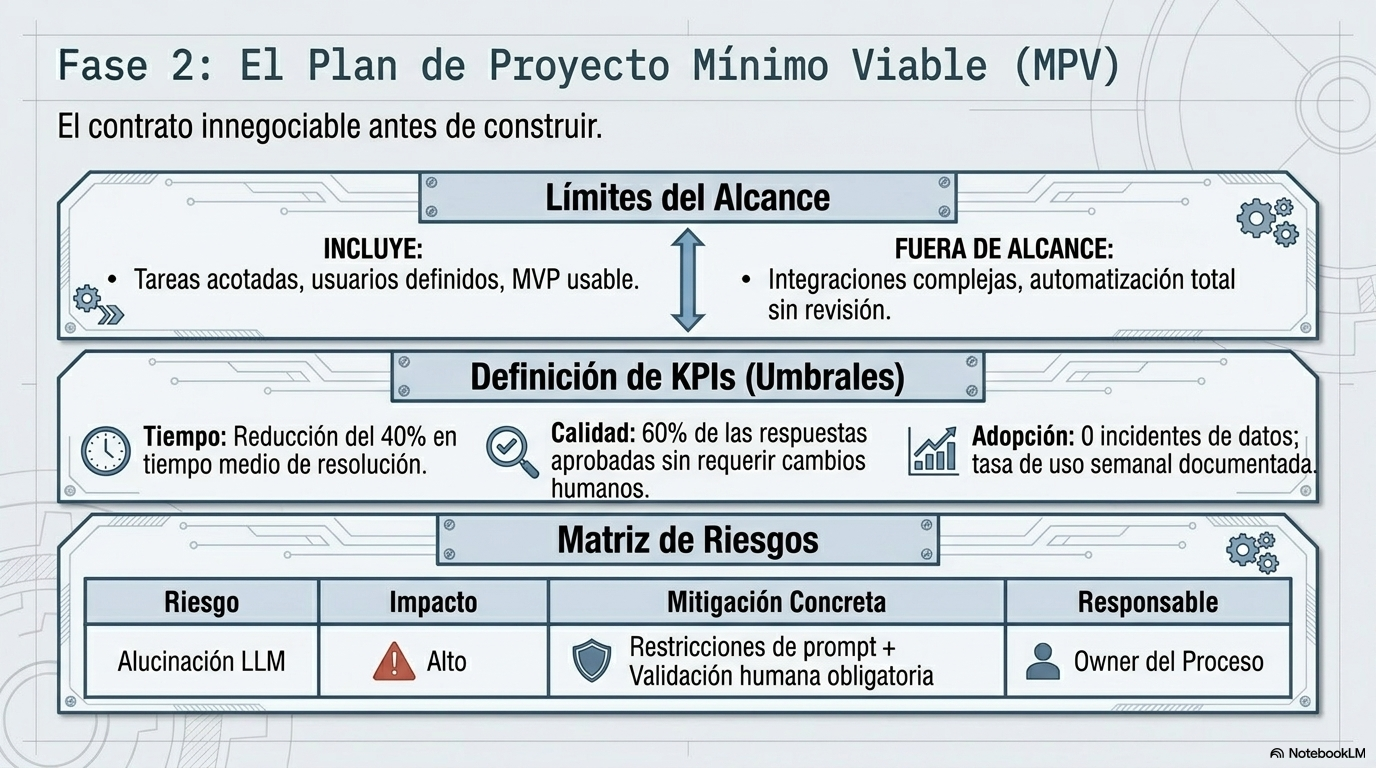 Fase 2: El Plan de Proyecto Mínimo Viable (MPV)
El contrato innegociable antes de construir.
Límites del Alcance
INCLUYE:
• Tareas acotadas, usuarios definidos, MVP usable.
FUERA DE ALCANCE:
• Integraciones complejas, automatización total
sin revisión.
Definición de KPIs (Umbrales)
Tiempo: Reducción del 40% en
tiempo medio de resolución.
Calidad: 60% de las respuestas
aprobadas sin requerir cambios
humanos.
Adopción: 0 incidentes de datos;
tasa de uso semanal documentada.
Matriz de Riesgos
Riesgo Impacto Mitigación Concreta Responsable
Alucinación LLM
Alto
Restricciones de prompt +
Validación humana obligatoria
Owner del Proceso
NotebookLM